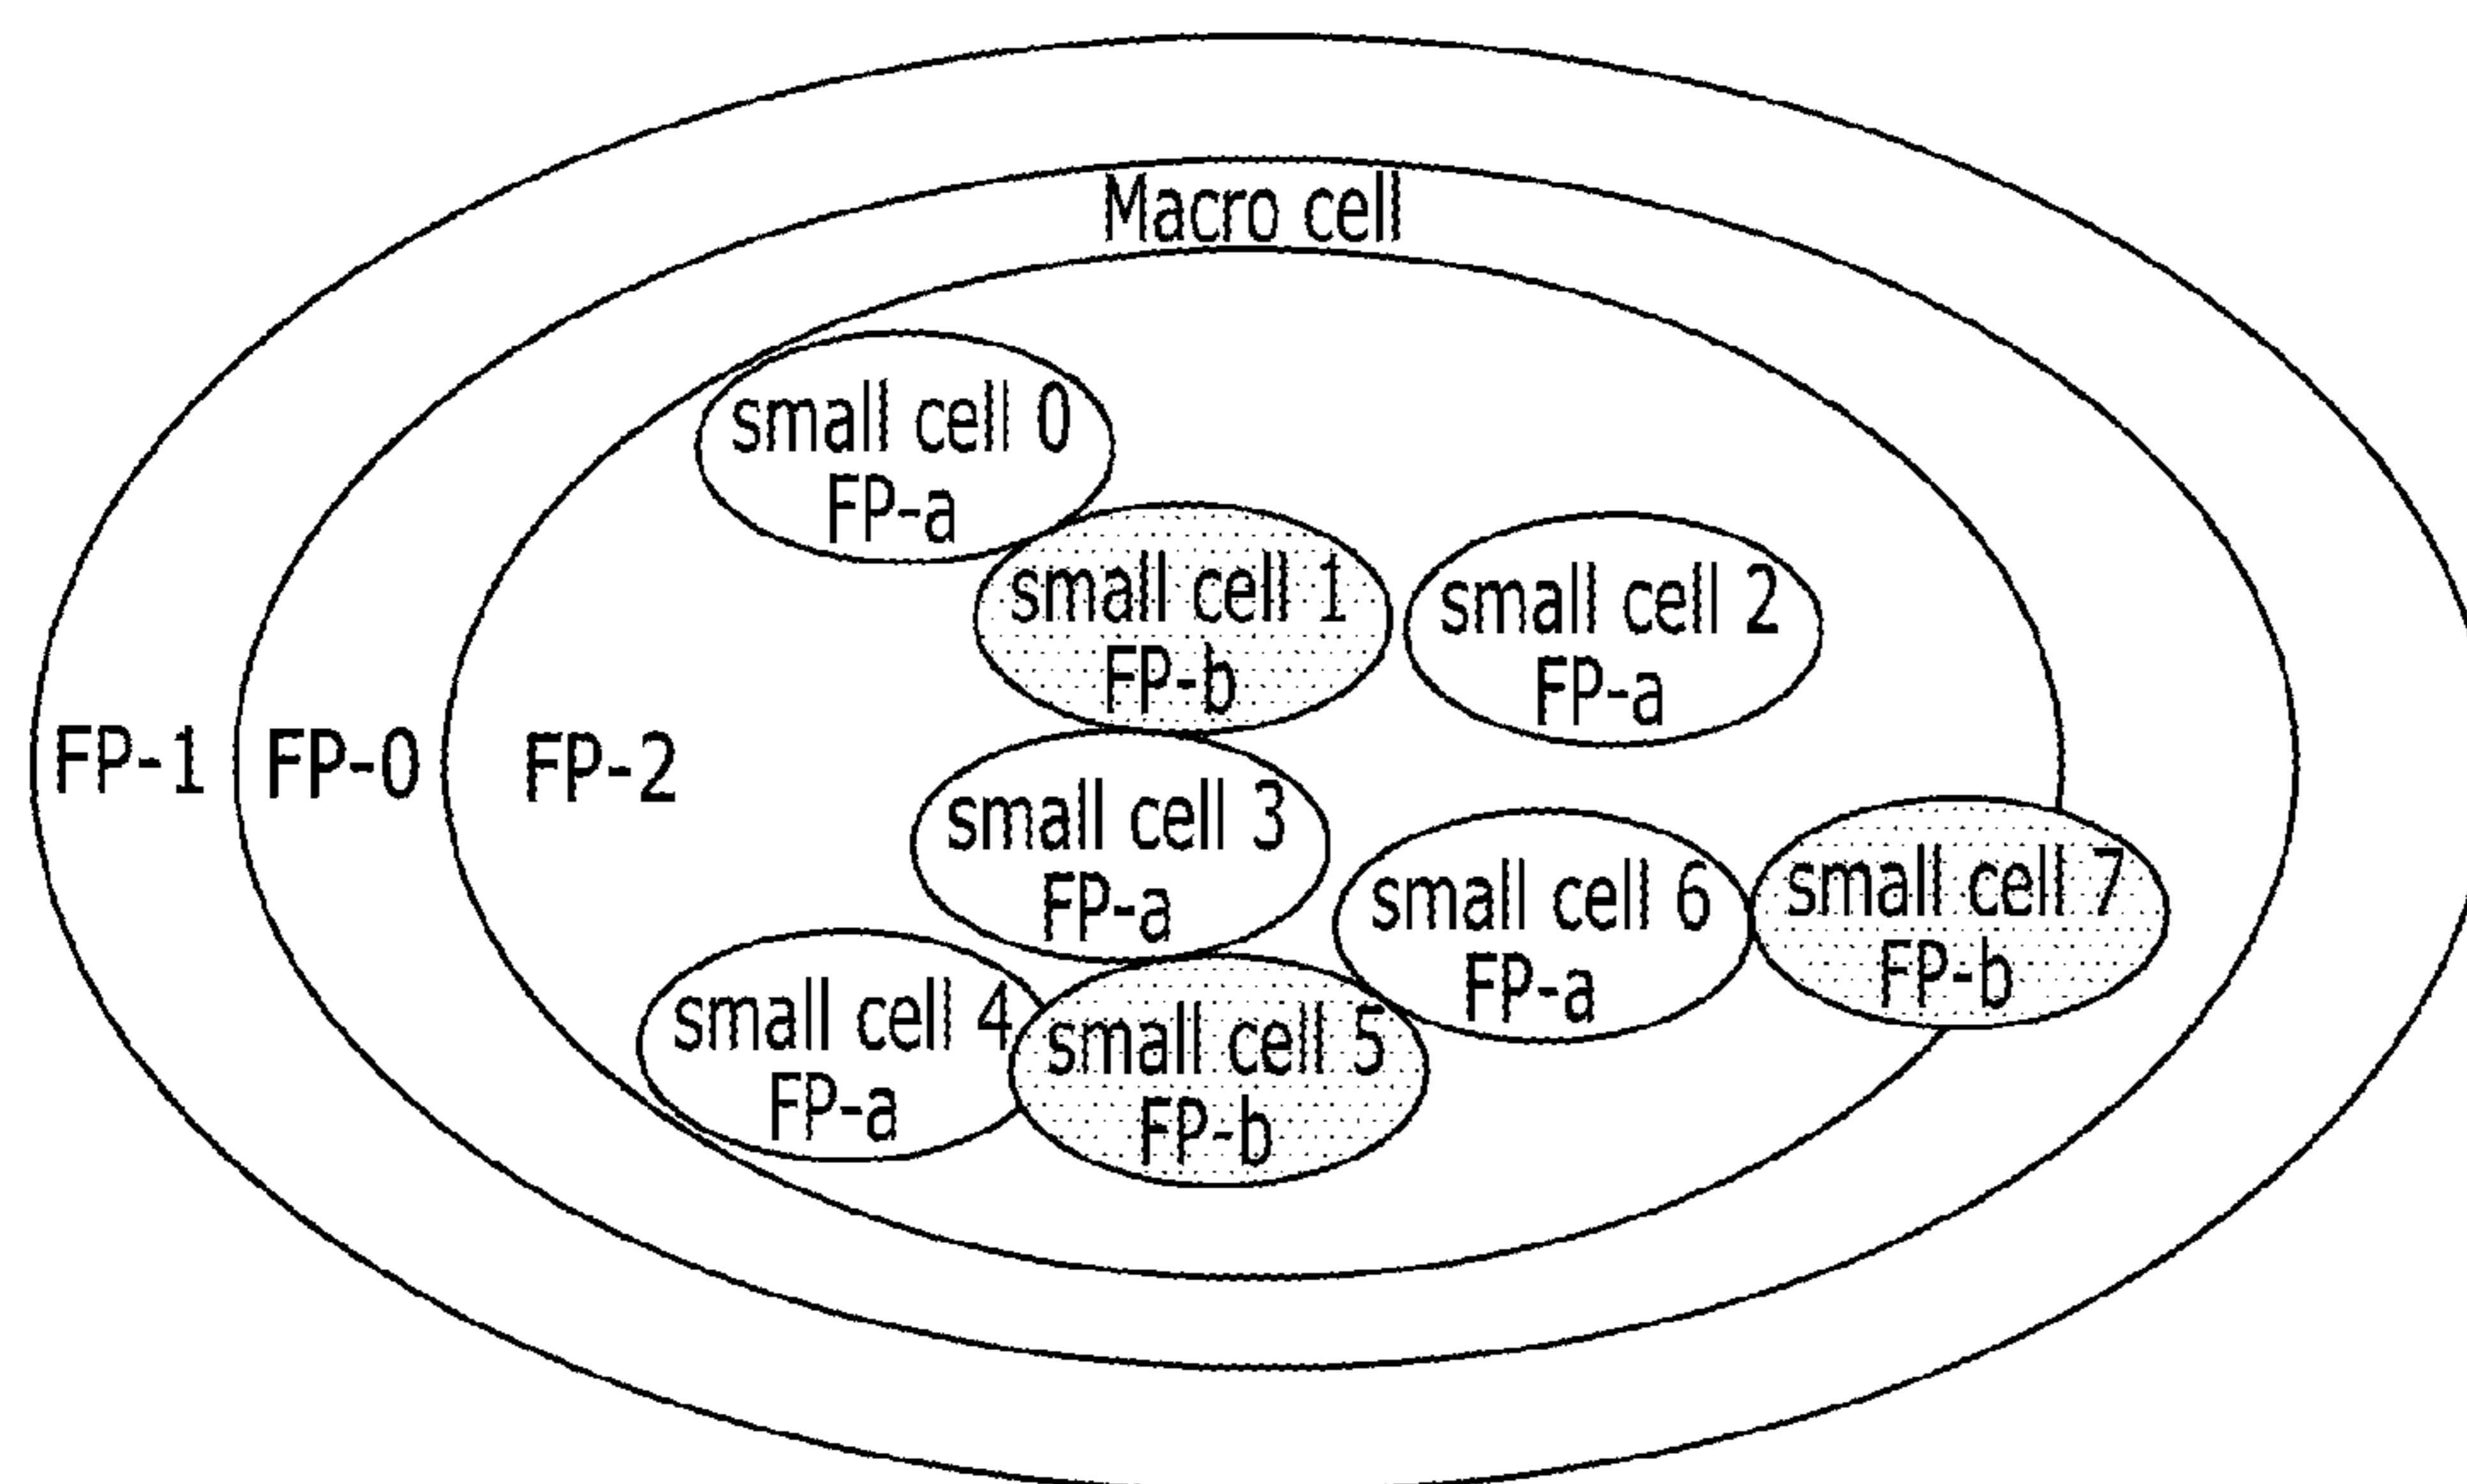 Macro cell
small cell 0
FP-a
small cell 1
FP-b
small cell 2
FP-a
FP-1
FP-0
FP-2
small cell 3
FP-a
small cell 6
FP-a
small cell 7
FP-b
small cell 4
FP-a
small cell 5
FP-b